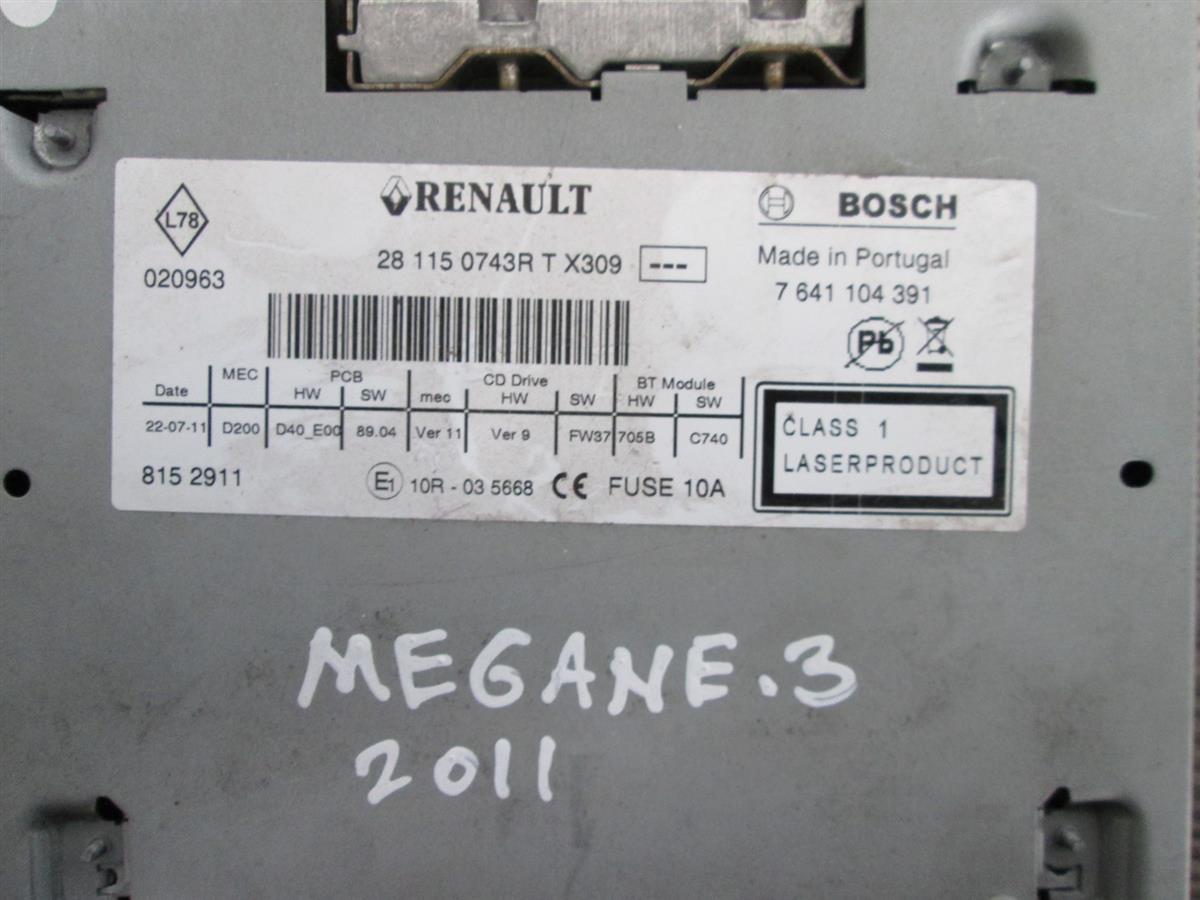 L78
RENAULT
BOSCH
020963
28 115 0743R T X309 ---
Made in Portugal
7 641 104 391
Pb
MEC PCB CD Drive BT Module
Date HW SW mec HW SW HW SW
22-07-11 D200 D40_E00 89.04 Ver 11 Ver 9 FW37 705B C740
CLASS 1
LASERPRODUCT
815 2911
E1 10R - 03 5668 CE FUSE 10A
MEGANE.3
2011